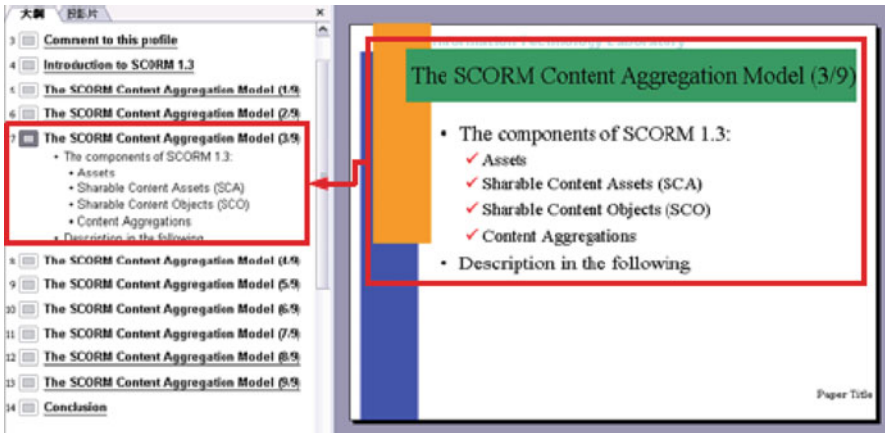 大綱 投影片 ×
3 Comment to this profile
4 Introduction to SCORM 1.3
5 The SCORM Content Aggregation Model (1/9)
6 The SCORM Content Aggregation Model (2/9)
7 The SCORM Content Aggregation Model (3/9)
• The components of SCORM 1.3:
• Assets
• Sharable Content Assets (SCA)
• Sharable Content Objects (SCO)
• Content Aggregations
• Description in the following
8 The SCORM Content Aggregation Model (4/9)
9 The SCORM Content Aggregation Model (5/9)
10 The SCORM Content Aggregation Model (6/9)
11 The SCORM Content Aggregation Model (7/9)
12 The SCORM Content Aggregation Model (8/9)
13 The SCORM Content Aggregation Model (9/9)
14 Conclusion
Information Technology Laboratory
The SCORM Content Aggregation Model (3/9)
• The components of SCORM 1.3:
✓ Assets
✓ Sharable Content Assets (SCA)
✓ Sharable Content Objects (SCO)
✓ Content Aggregations
• Description in the following
Paper Title